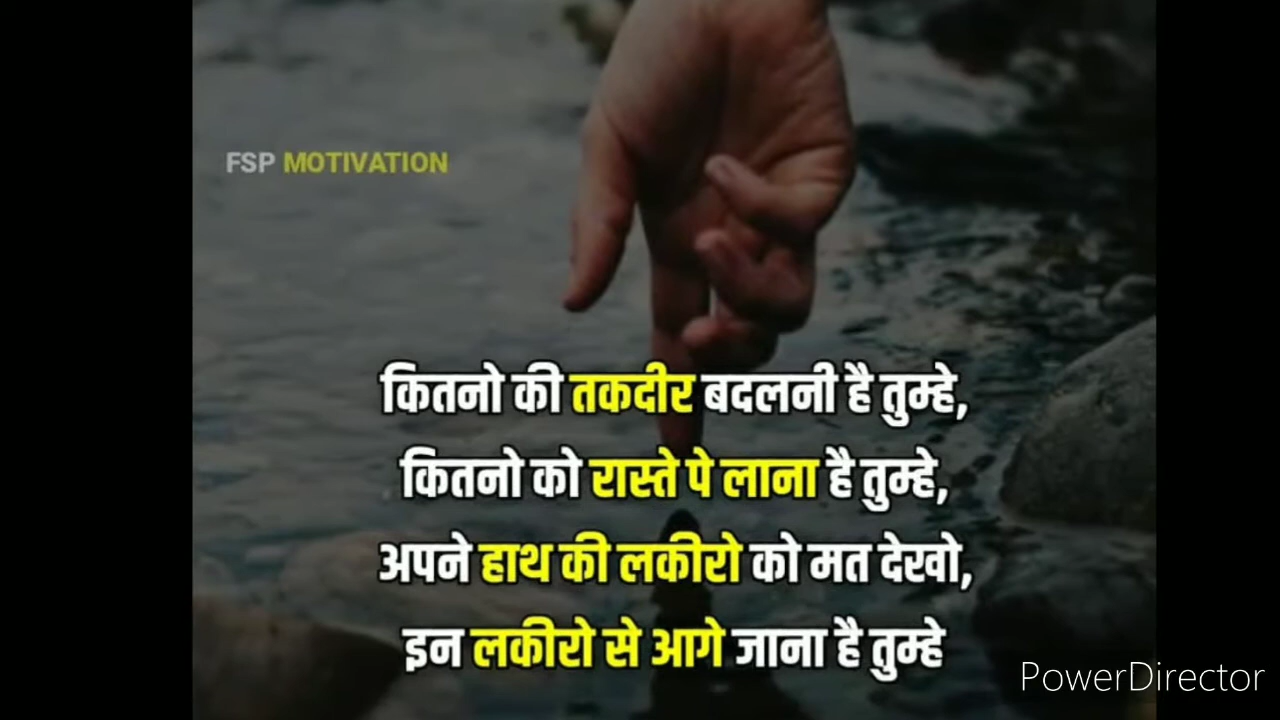 FSP MOTIVATION
कितनो की तकदीर बदलनी है तुम्हे,
कितनो को रास्ते पे लाना है तुम्हे,
अपने हाथ की लकीरो को मत देखो,
इन लकीरो से आगे जाना है तुम्हे
PowerDirector